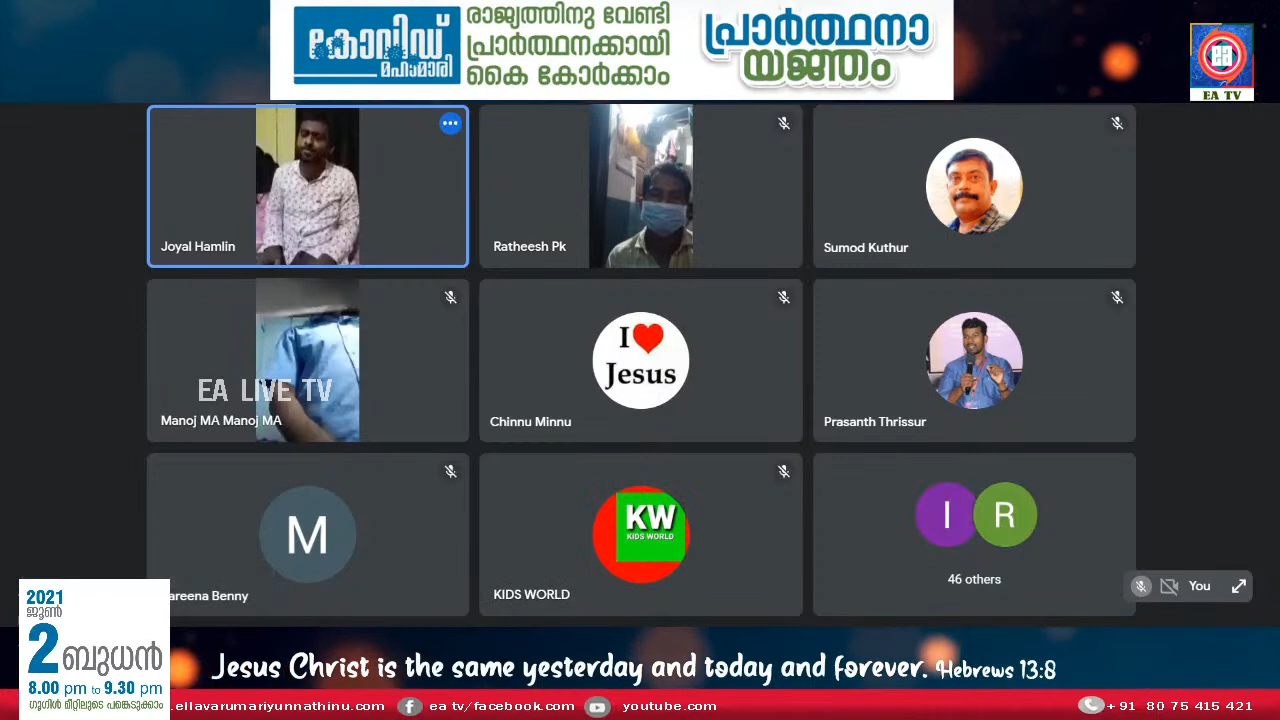 കോവിഡ്
മഹാമാരി
രാജ്യത്തിനു വേണ്ടി
പ്രാർത്ഥനക്കായി
കൈ കോർക്കാം
പ്രാർത്ഥനാ
യജ്ഞം
ea
EA TV
Joyal Hamlin
Ratheesh Pk
Sumod Kuthur
EA LIVE TV
Manoj MA Manoj MA
I
Jesus
Chinnu Minnu
Prasanth Thrissur
M
areena Benny
KW
KIDS WORLD
KIDS WORLD
I R
46 others
You
2021
ജൂൺ
2 ബുധൻ
8.00 pm to 9.30 pm
ഗൂഗിൾ മീറ്റിലൂടെ പങ്കെടുക്കാം
Jesus Christ is the same yesterday and today and forever. Hebrews 13:8
.ellavarumariyunnathinu.com ea tv/facebook.com youtube.com +91 80 75 415 421